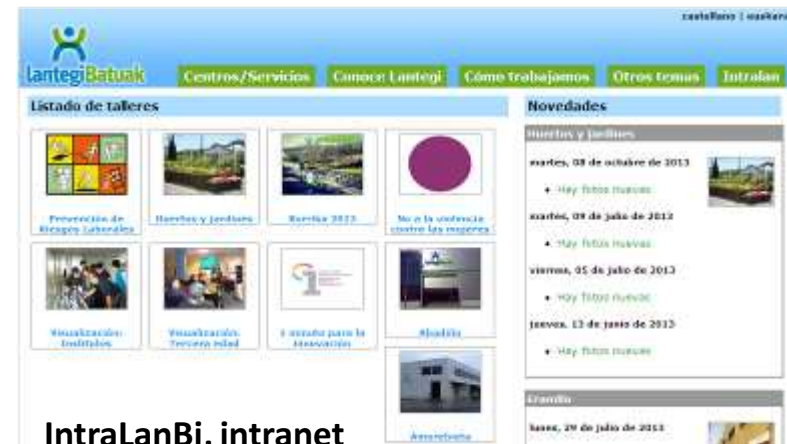 castellano | euskara
LantegiBatuak
Centros/Servicios Conoce Lantegi Cómo trabajamos Otros temas Intralan
Listado de talleres
Prevención de
Riesgos Laborales
Huertos y jardines
2013
No a la violencia
contra las mujeres
Visualización:
Institutos
Visualización:
Tercera edad
1 minuto para la
innovación
Abadiño
Amorebieta
Novedades
Huertos y jardines
martes, 08 de octubre de 2013
• Hay fotos nuevas
martes, 09 de julio de 2013
• Hay fotos nuevas
viernes, 05 de julio de 2013
• Hay fotos nuevas
jueves, 13 de junio de 2013
• Hay fotos nuevas
Erandio
lunes, 29 de julio de 2013
IntraLanBi. intranet